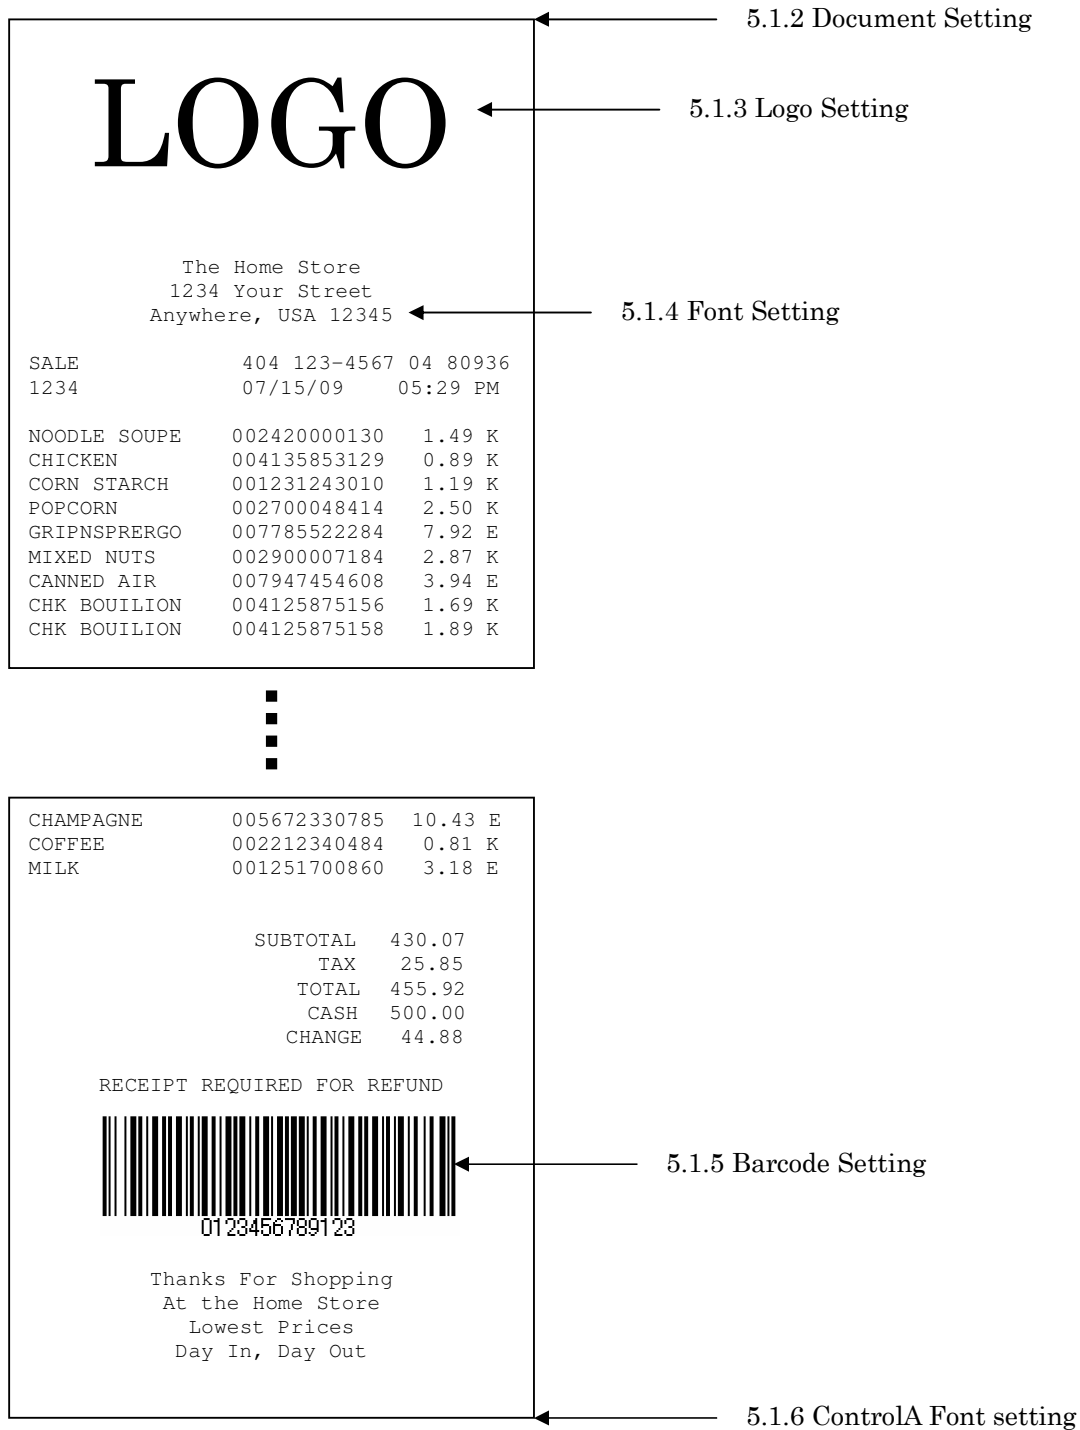 5.1.2 Document Setting
LOGO
5.1.3 Logo Setting
The Home Store
1234 Your Street
Anywhere, USA 12345
5.1.4 Font Setting
SALE 404 123-4567 04 80936
1234 07/15/09 05:29 PM
NOODLE SOUPE 002420000130 1.49 K
CHICKEN 004135853129 0.89 K
CORN STARCH 001231243010 1.19 K
POPCORN 002700048414 2.50 K
GRIPNSPRERGO 007785522284 7.92 E
MIXED NUTS 002900007184 2.87 K
CANNED AIR 007947454608 3.94 E
CHK BOUILION 004125875156 1.69 K
CHK BOUILION 004125875158 1.89 K
CHAMPAGNE 005672330785 10.43 E
COFFEE 002212340484 0.81 K
MILK 001251700860 3.18 E
SUBTOTAL 430.07
TAX 25.85
TOTAL 455.92
CASH 500.00
CHANGE 44.88
RECEIPT REQUIRED FOR REFUND
5.1.5 Barcode Setting
0123456789123
Thanks For Shopping
At the Home Store
Lowest Prices
Day In, Day Out
5.1.6 ControlA Font setting